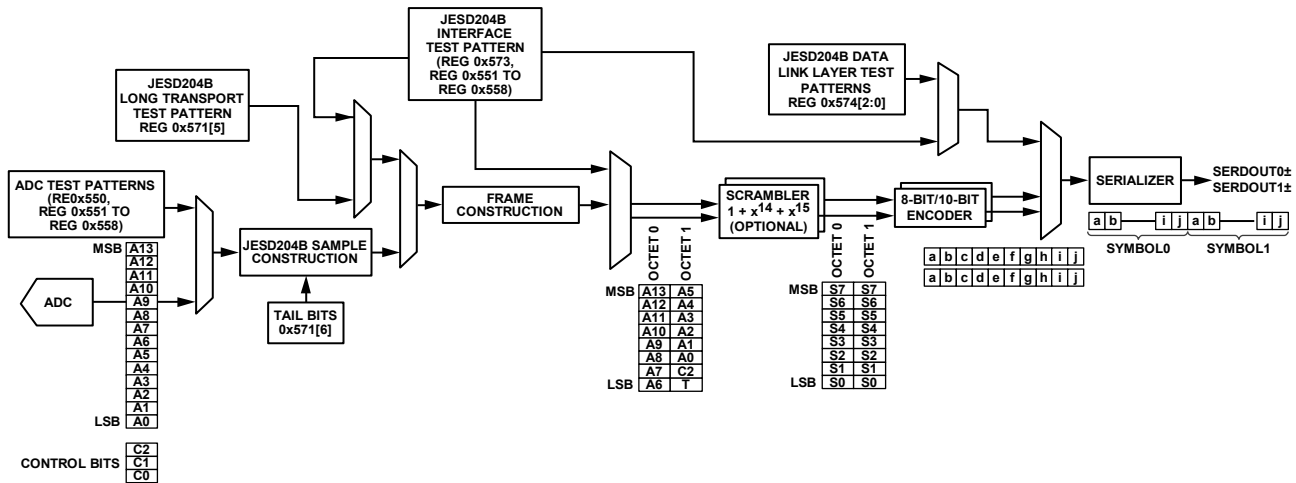 JESD204B
INTERFACE
TEST PATTERN
(REG 0x573,
REG 0x551 TO
REG 0x558)
JESD204B
LONG TRANSPORT
TEST PATTERN
REG 0x571[5]
JESD204B DATA
LINK LAYER TEST
PATTERNS
REG 0x574[2:0]
ADC TEST PATTERNS
(RE0x550,
REG 0x551 TO
REG 0x558)
ADC
MSB A13
A12
A11
A10
A9
A8
A7
A6
A5
A4
A3
A2
A1
LSB A0
CONTROL BITS
C2
C1
C0
JESD204B SAMPLE
CONSTRUCTION
TAIL BITS
0x571[6]
FRAME
CONSTRUCTION
OCTET 0
OCTET 1
MSB A13 A5
A12 A4
A11 A3
A10 A2
A9 A1
A8 A0
A7 C2
LSB A6 T
SCRAMBLER
1 + x14 + x15
(OPTIONAL)
OCTET 0
OCTET 1
MSB S7 S7
S6 S6
S5 S5
S4 S4
S3 S3
S2 S2
S1 S1
LSB S0 S0
8-BIT/10-BIT
ENCODER
a b c d e f g h i j
a b c d e f g h i j
SERIALIZER
SERDOUT0±
SERDOUT1±
a b i j a b i j
SYMBOL0 SYMBOL1